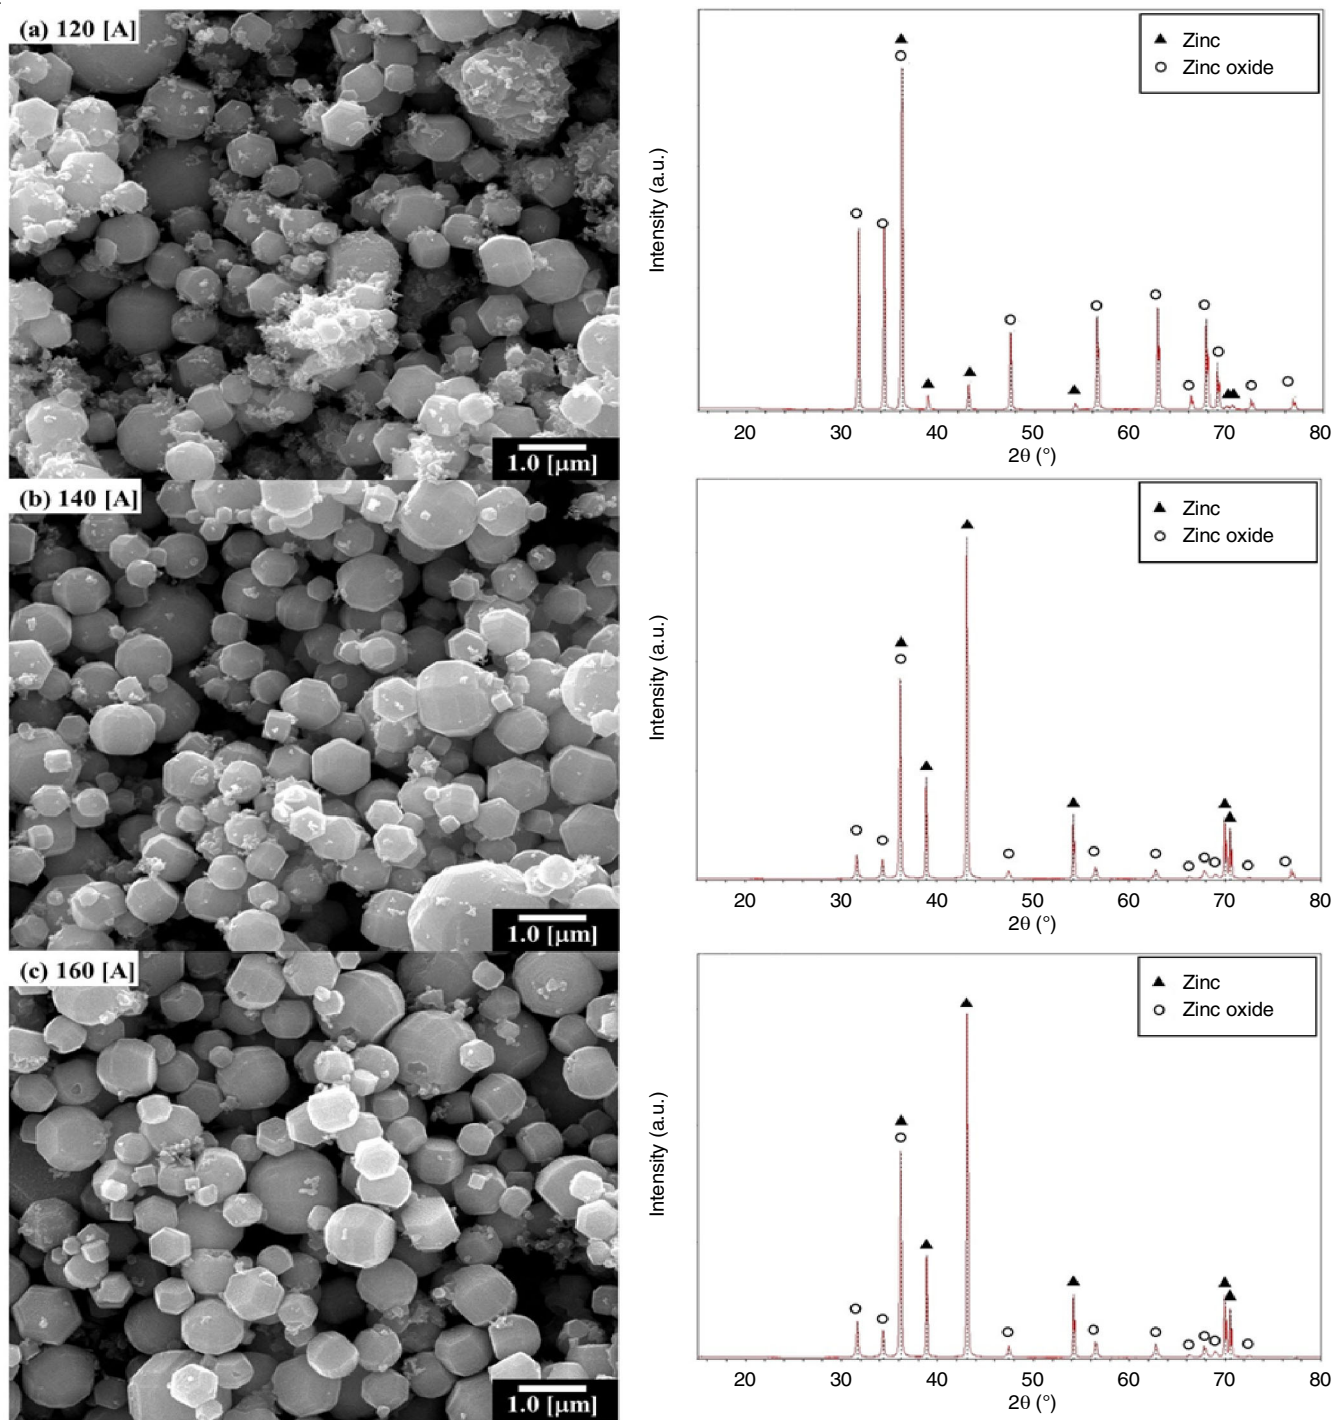 (a) 120 [A]
1.0 [μm]
Intensity (a.u.)
Zinc
Zinc oxide
20 30 40 50 60 70 80
2θ (°)
(b) 140 [A]
1.0 [μm]
Intensity (a.u.)
Zinc
Zinc oxide
20 30 40 50 60 70 80
2θ (°)
(c) 160 [A]
1.0 [μm]
Intensity (a.u.)
Zinc
Zinc oxide
20 30 40 50 60 70 80
2θ (°)